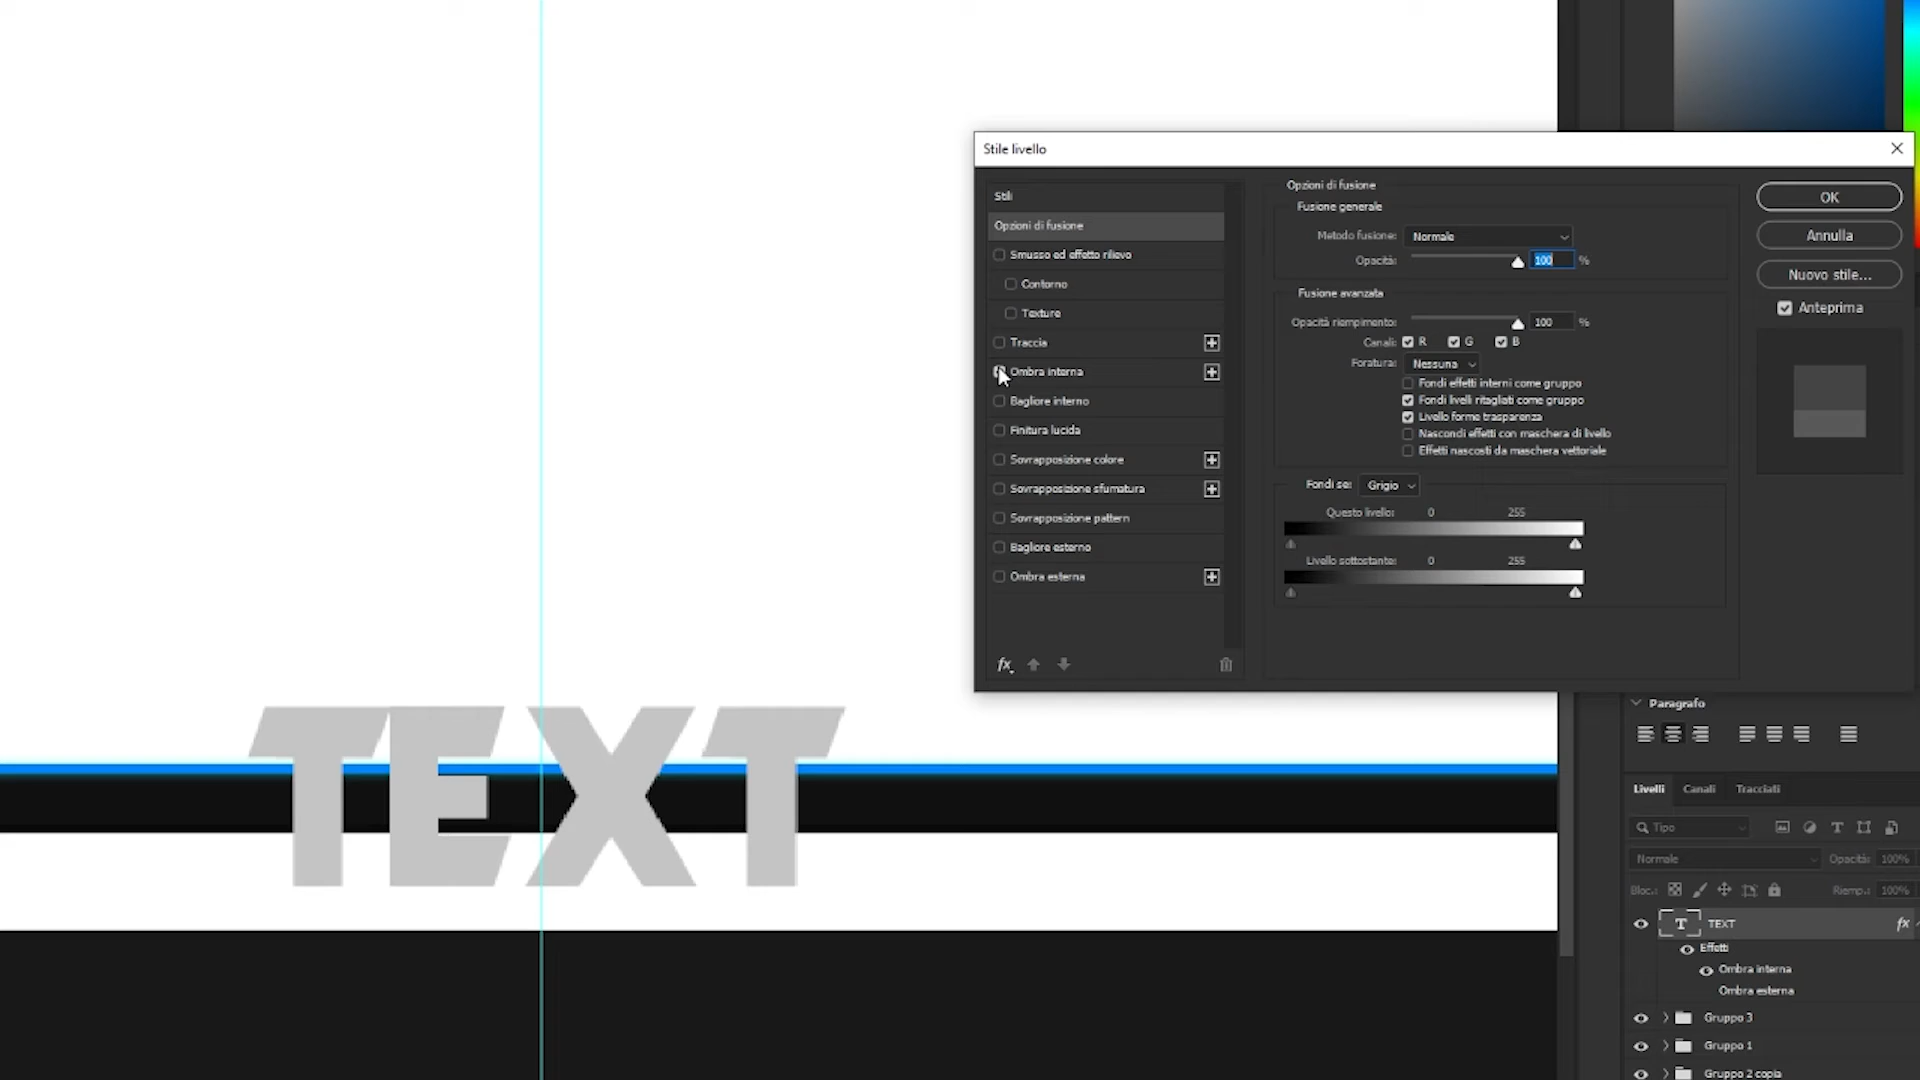 Stile livello
Stili
Opzioni di fusione
Smusso ed effetto rilievo
Contorno
Texture
Traccia
Ombra interna
Bagliore interno
Finitura lucida
Sovrapposizione colore
Sovrapposizione sfumatura
Sovrapposizione pattern
Bagliore esterno
Ombra esterna
fx
Opzioni di fusione
Fusione generale
Metodo fusione: Normale
Opacità: 100 %
Fusione avanzata
Opacità riempimento: 100 %
Canali: R G B
Foratura: Nessuna
Fondi effetti interni come gruppo
Fondi livelli ritagliati come gruppo
Livello forme trasparenza
Nascondi effetti con maschera di livello
Effetti nascosti da maschera vettoriale
Fondi se: Grigio
Questo livello: 0 255
Livello sottostante: 0 255
OK
Annulla
Nuovo stile...
Anteprima
TEXT
Paragrafo
Livelli Canali Tracciati
Tipo
Normale Opacità: 100%
Bloc.: Riemp.: 100%
T TEXT fx
Effetti
Ombra interna
Ombra esterna
Gruppo 3
Gruppo 1
Gruppo 2 copia